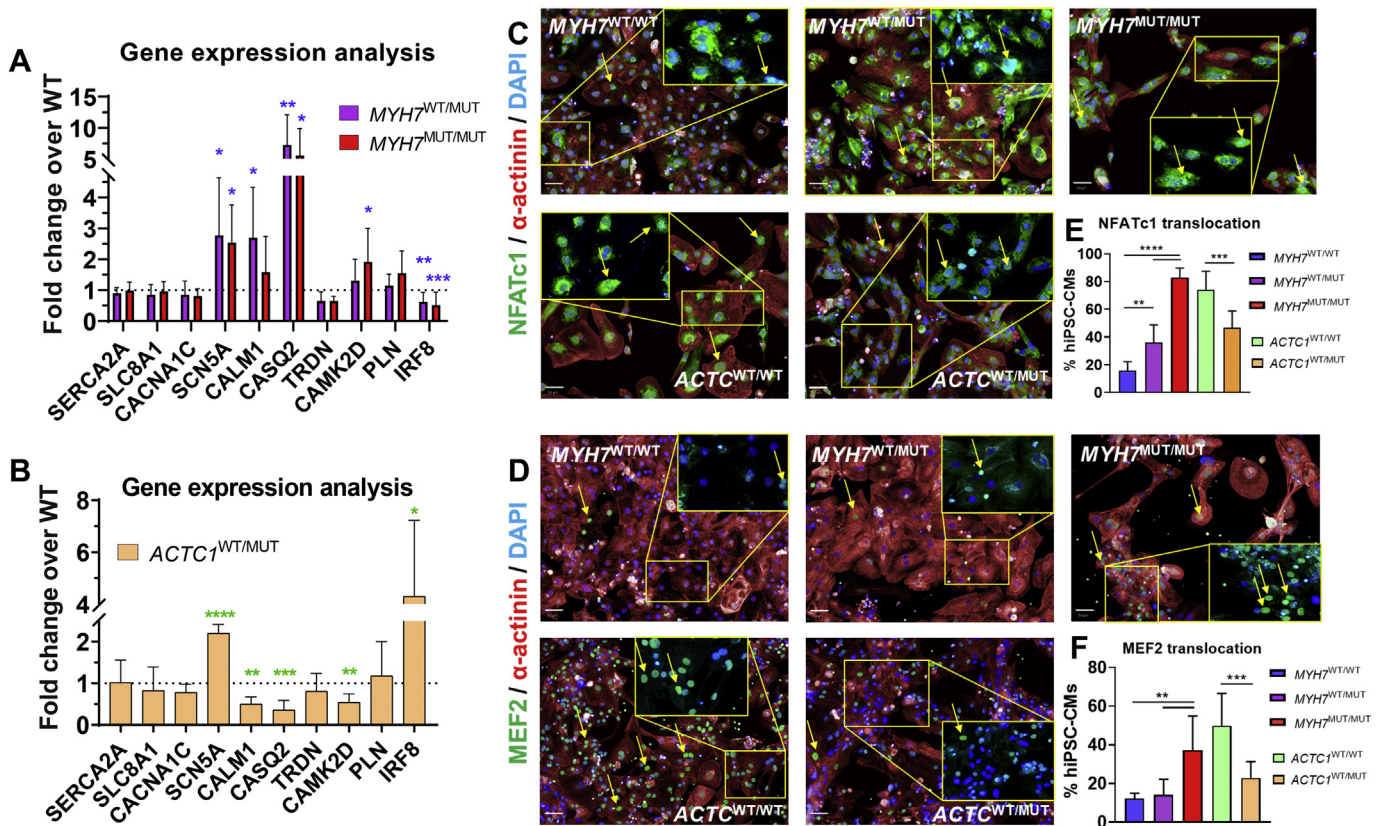 A
Gene expression analysis
Fold change over WT
15
10
5
4
3
2
1
0
** *
* * * * ** ***
MYH7WT/MUT
MYH7MUT/MUT
SERCA2A
SLC8A1
CACNA1C
SCN5A
CALM1
CASQ2
TRDN
CAMK2D
PLN
IRF8
B
Gene expression analysis
Fold change over WT
8
6
4
2
1
0
ACTC1WT/MUT
**** ** *** ** *
SERCA2A
SLC8A1
CACNA1C
SCN5A
CALM1
CASQ2
TRDN
CAMK2D
PLN
IRF8
C
NFATc1 / α-actinin / DAPI
MYH7WT/WT
MYH7WT/MUT
MYH7MUT/MUT
ACTCWT/WT
ACTCWT/MUT
D
MEF2 / α-actinin / DAPI
MYH7WT/WT
MYH7WT/MUT
MYH7MUT/MUT
ACTCWT/WT
ACTCWT/MUT
E
NFATc1 translocation
% hiPSC-CMs
100
80
60
40
20
0
**** *** **
MYH7WT/WT
MYH7WT/MUT
MYH7MUT/MUT
ACTC1WT/WT
ACTC1WT/MUT
F
MEF2 translocation
% hiPSC-CMs
80
60
40
20
0
** ***
MYH7WT/WT
MYH7WT/MUT
MYH7MUT/MUT
ACTC1WT/WT
ACTC1WT/MUT